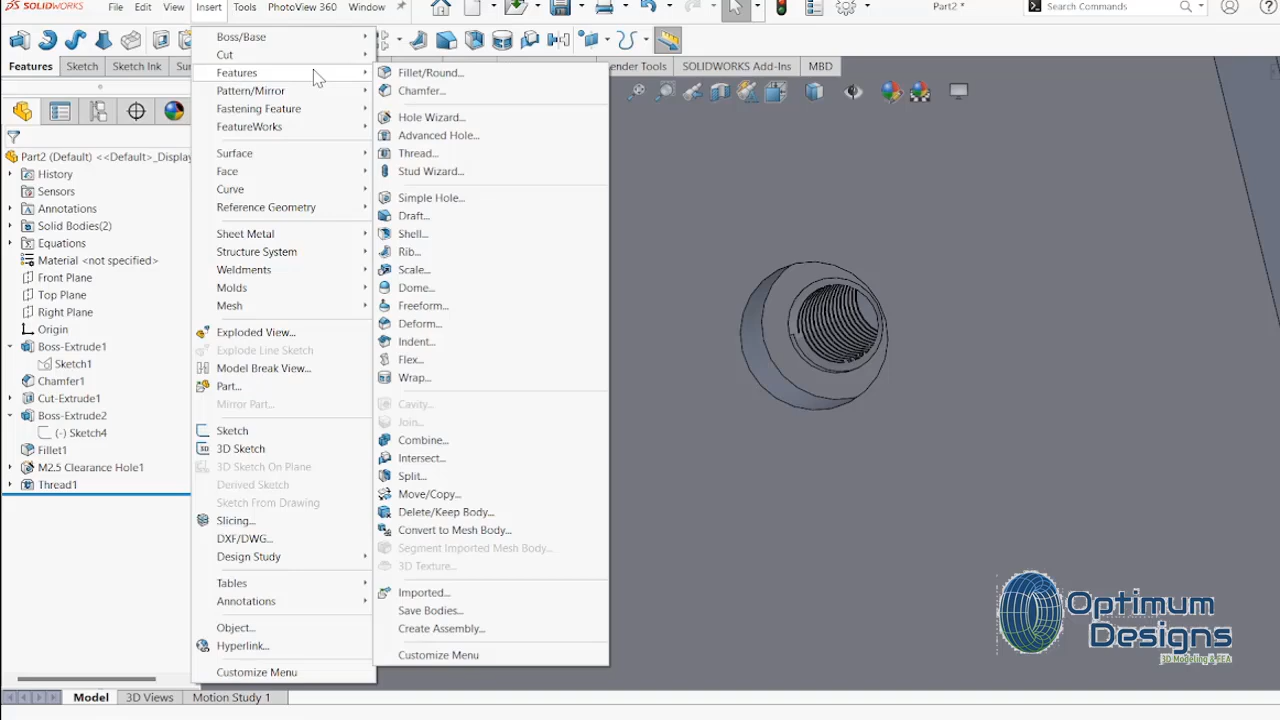 SOLIDWORKS File Edit View Insert Tools PhotoView 360 Window Part2 * Search Commands
Features Sketch Sketch Ink Su ender Tools SOLIDWORKS Add-Ins MBD
Part2 (Default) <<Default>_Display
History
Sensors
Annotations
Solid Bodies(2)
Equations
Material <not specified>
Front Plane
Top Plane
Right Plane
Origin
Boss-Extrude1
Sketch1
Chamfer1
Cut-Extrude1
Boss-Extrude2
(-) Sketch4
Fillet1
M2.5 Clearance Hole1
Thread1
Boss/Base
Cut
Features
Pattern/Mirror
Fastening Feature
FeatureWorks
Surface
Face
Curve
Reference Geometry
Sheet Metal
Structure System
Weldments
Molds
Mesh
Exploded View...
Explode Line Sketch
Model Break View...
Part...
Mirror Part...
Sketch
3D Sketch
3D Sketch On Plane
Derived Sketch
Sketch From Drawing
Slicing...
DXF/DWG...
Design Study
Tables
Annotations
Object...
Hyperlink...
Customize Menu
Fillet/Round...
Chamfer...
Hole Wizard...
Advanced Hole...
Thread...
Stud Wizard...
Simple Hole...
Draft...
Shell...
Rib...
Scale...
Dome...
Freeform...
Deform...
Indent...
Flex...
Wrap...
Cavity...
Join...
Combine...
Intersect...
Split...
Move/Copy...
Delete/Keep Body...
Convert to Mesh Body...
Segment Imported Mesh Body...
3D Texture...
Imported...
Save Bodies...
Create Assembly...
Customize Menu
Optimum
Designs
3D Modeling & FEA
Model 3D Views Motion Study 1